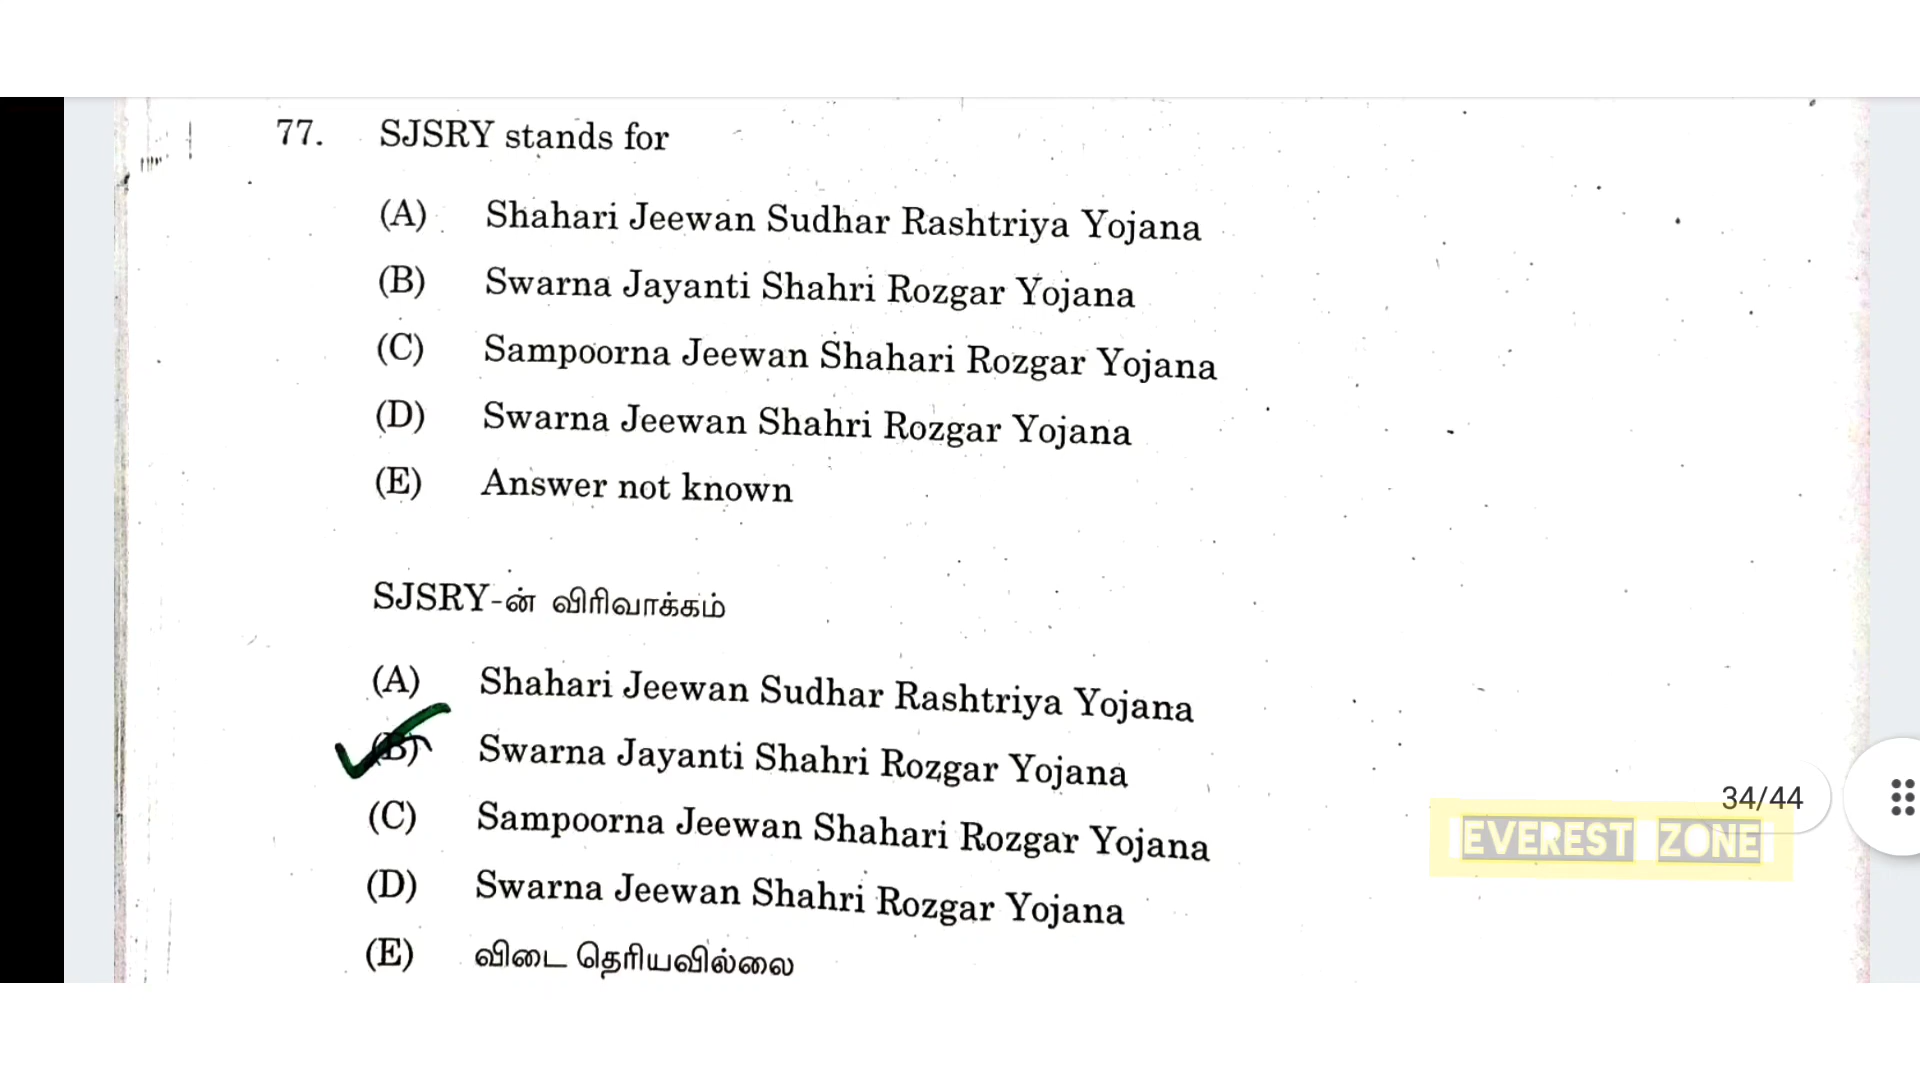 77. SJSRY stands for
(A) Shahari Jeewan Sudhar Rashtriya Yojana
(B) Swarna Jayanti Shahri Rozgar Yojana
(C) Sampoorna Jeewan Shahari Rozgar Yojana
(D) Swarna Jeewan Shahri Rozgar Yojana
(E) Answer not known
SJSRY-ன் விரிவாக்கம்
(A) Shahari Jeewan Sudhar Rashtriya Yojana
(B) Swarna Jayanti Shahri Rozgar Yojana
(C) Sampoorna Jeewan Shahari Rozgar Yojana
(D) Swarna Jeewan Shahri Rozgar Yojana
(E) விடை தெரியவில்லை
34/44
EVEREST ZONE